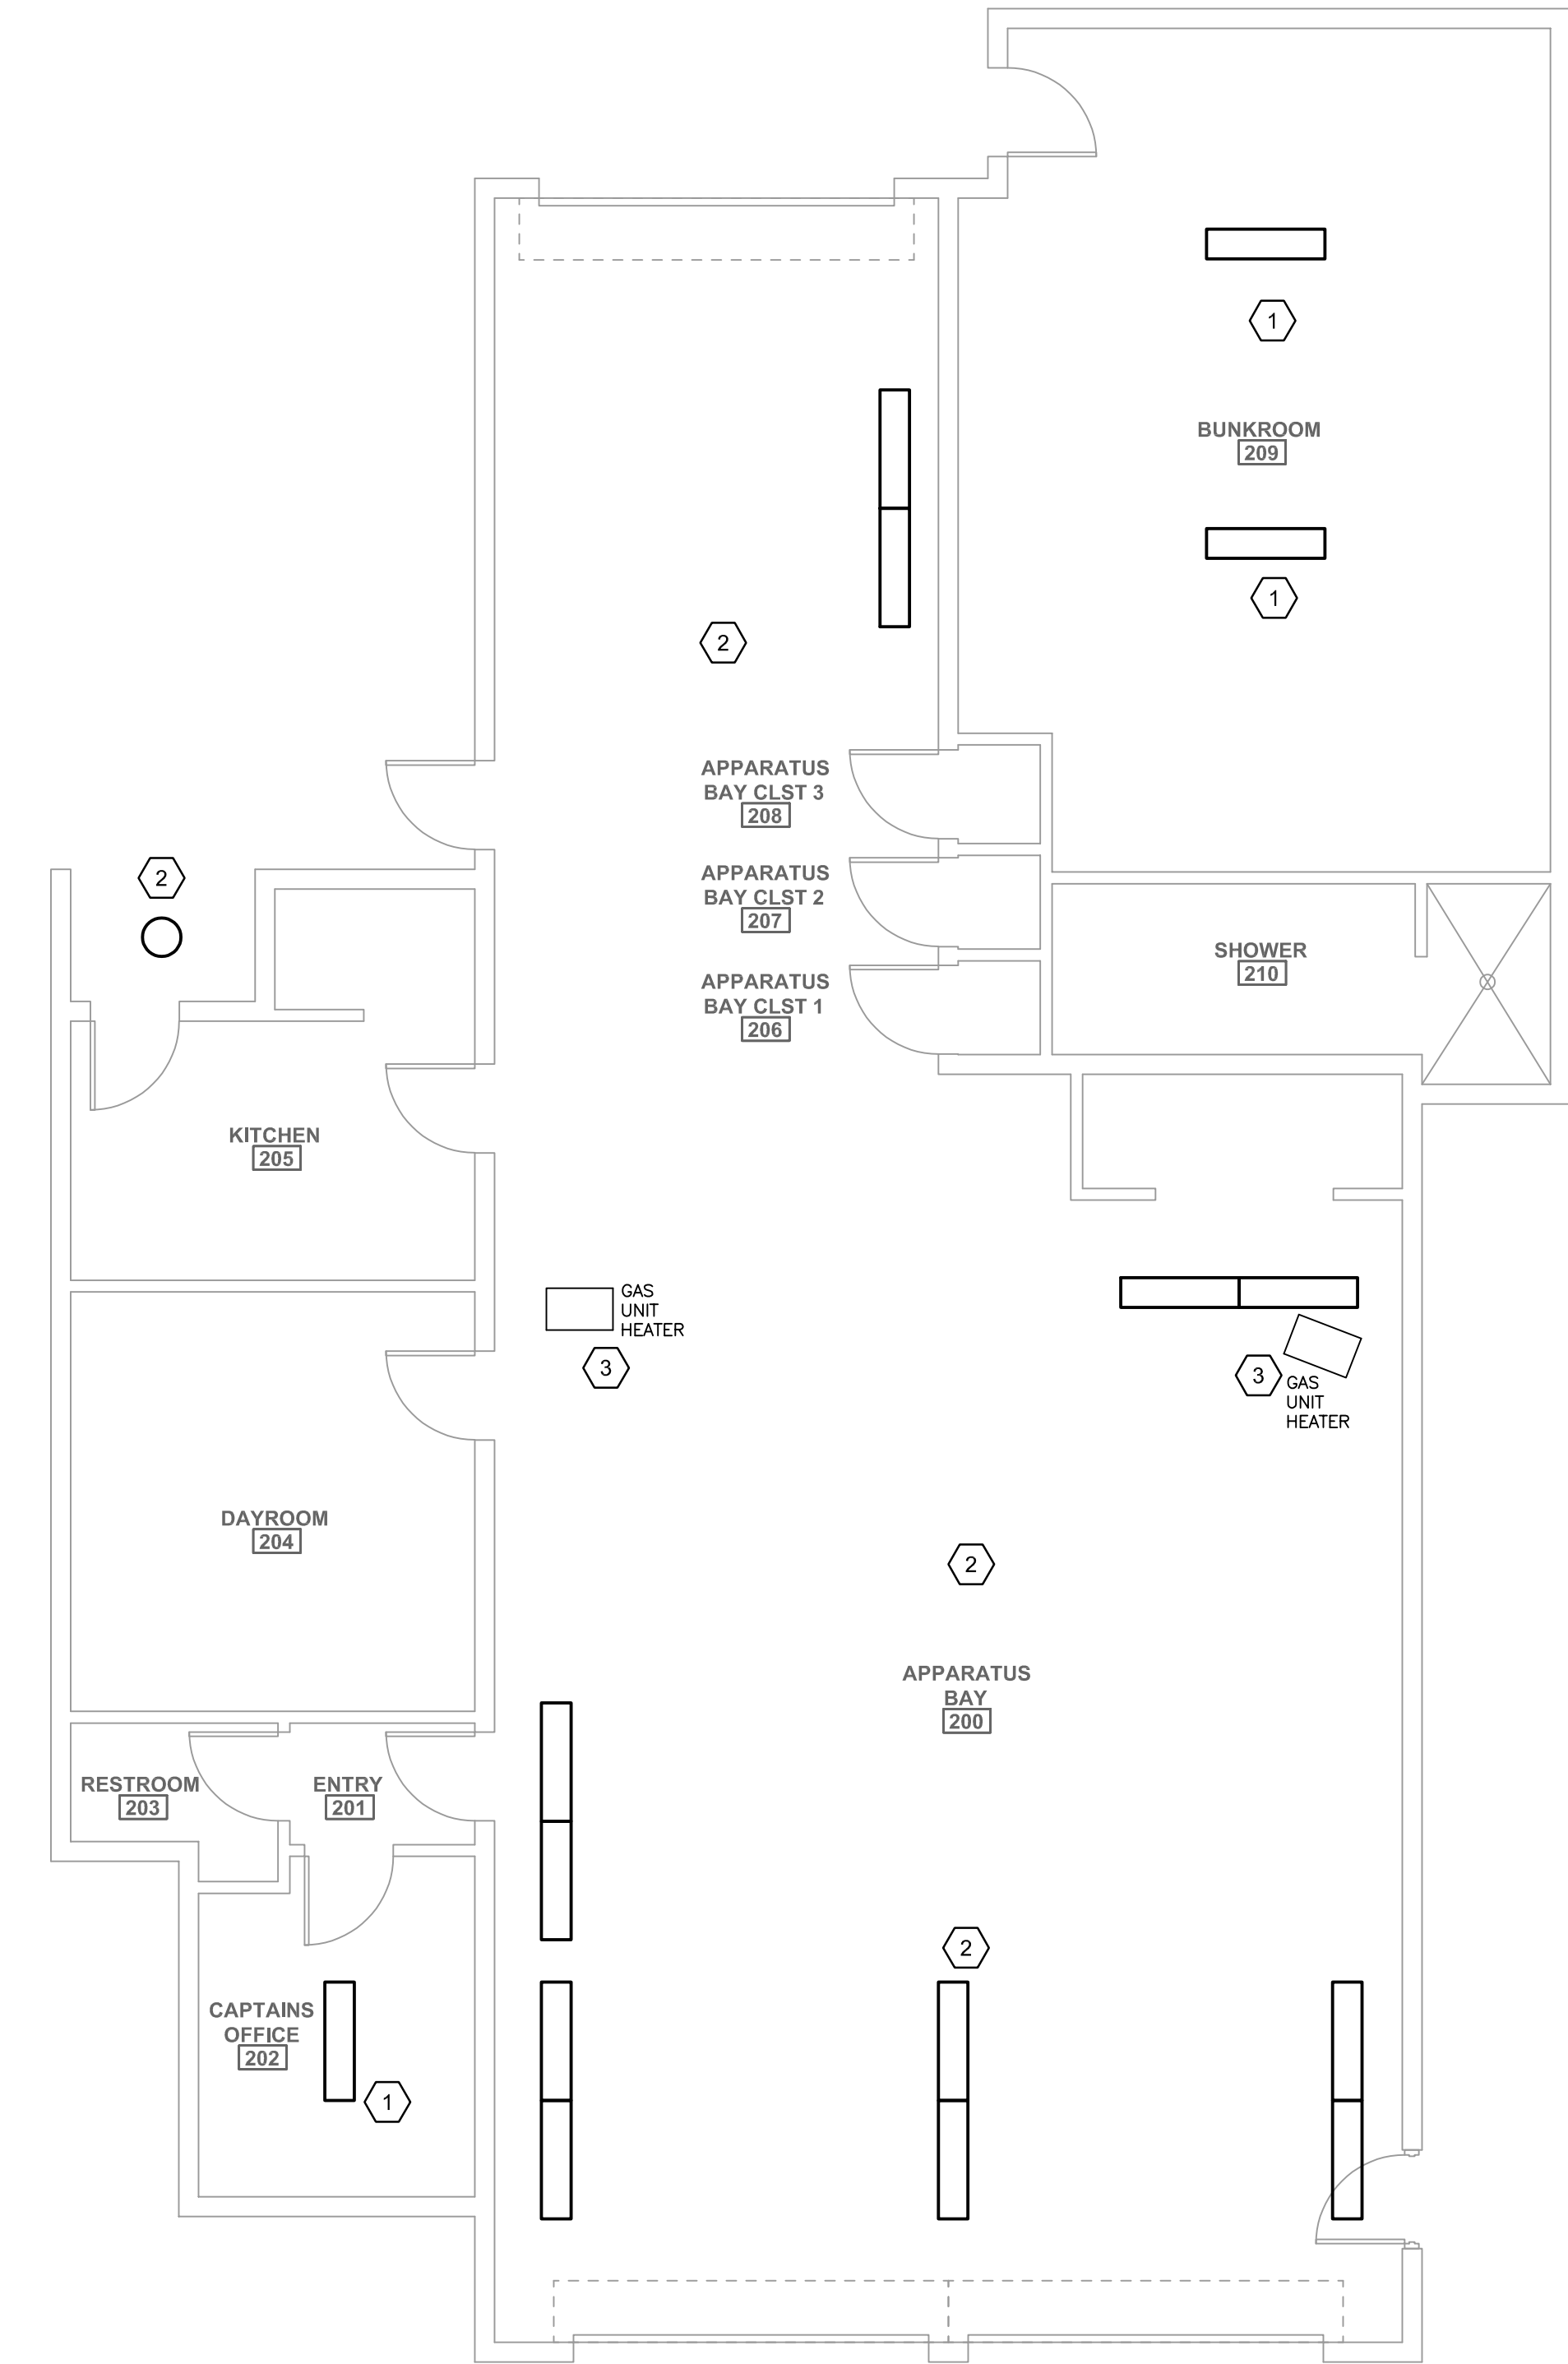 1
BUNKROOM
209
1
2
APPARATUS
BAY CLST 3
208
2
APPARATUS
BAY CLST 2
207
SHOWER
210
APPARATUS
BAY CLST 1
206
KITCHEN
205
GAS
UNIT
HEATER
3
3
GAS
UNIT
HEATER
DAYROOM
204
2
APPARATUS
BAY
200
RESTROOM
203
ENTRY
201
2
CAPTAINS
OFFICE
202
1